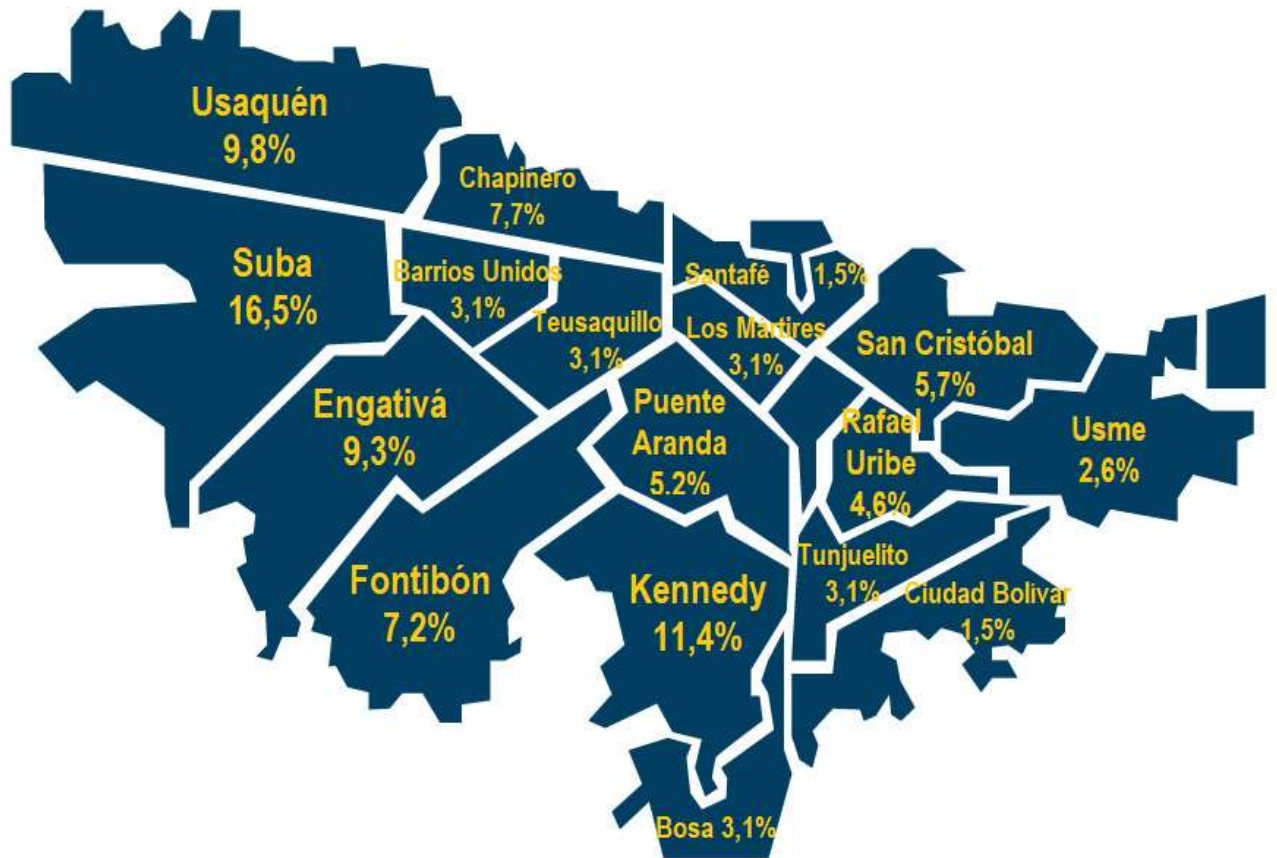 Usaquén
9,8%
Chapinero
7,7%
Suba
16,5%
Barrios Unidos
3,1%
Teusaquillo
3,1%
Santafé 1,5%
Los Mártires
3,1%
San Cristóbal
5,7%
Engativá
9,3%
Puente
Aranda
5.2%
Rafael
Uribe
4,6%
Usme
2,6%
Fontibón
7,2%
Kennedy
11,4%
Tunjuelito
3,1%
Ciudad Bolivar
1,5%
Bosa 3,1%